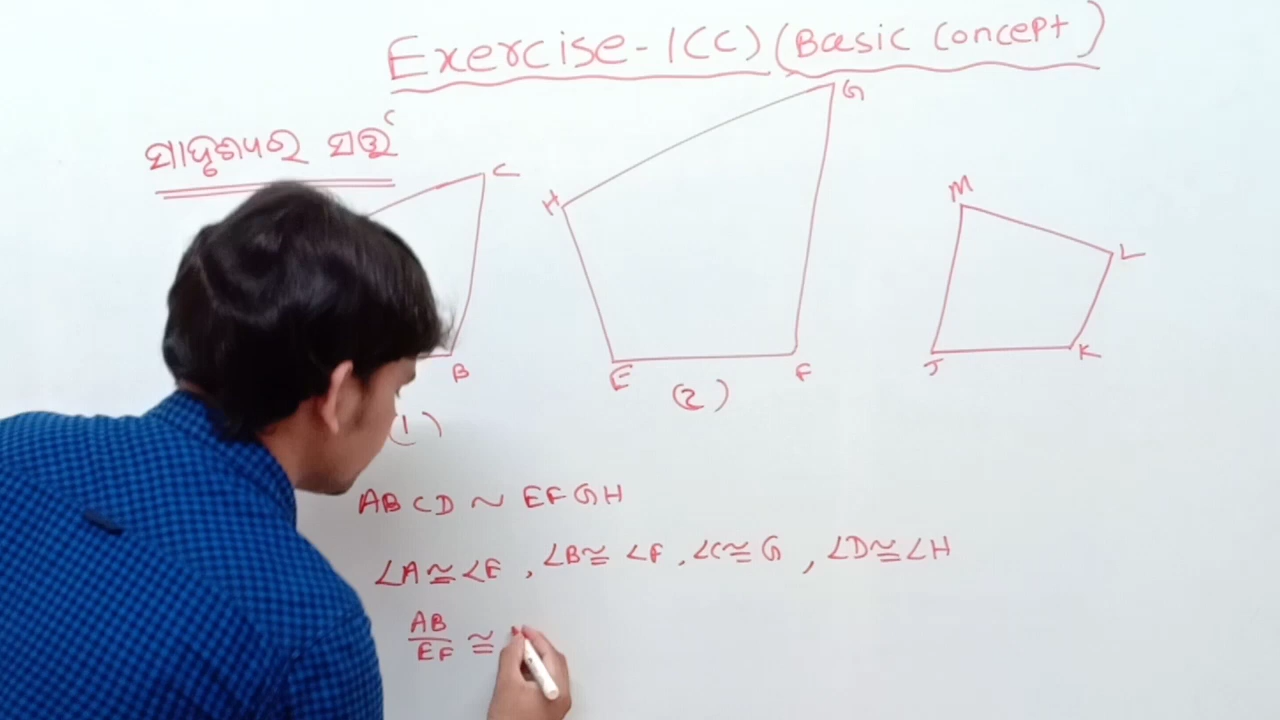 Exercise-1(C) (Basic Concept)
ସାଦୃଶ୍ୟର ସର୍ତ୍ତ
C
H
G
M
L
B
E
F
J
K
(1)
(2)
ABCD ~ EFGH
∠A ≅ ∠E , ∠B ≅ ∠F , ∠C ≅ G , ∠D ≅ ∠H
AB/EF ≅